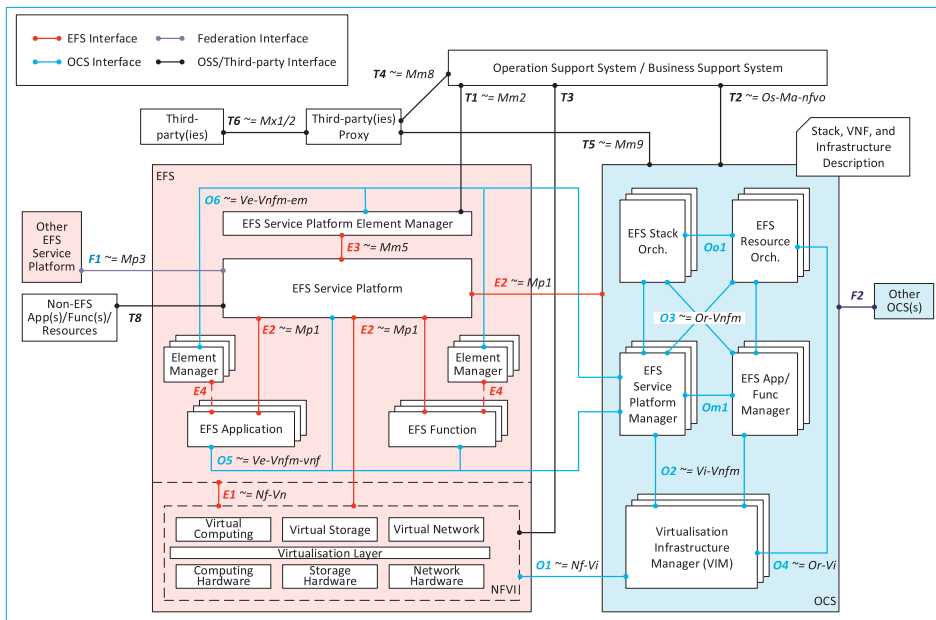 EFS Interface
Federation Interface
OCS Interface
OSS/Third-party Interface
Operation Support System / Business Support System
T4 ~= Mm8
T1 ~= Mm2
T3
T2 ~= Os-Ma-nfvo
Third-
party(ies)
T6 ~= Mx1/2
Third-party(ies)
Proxy
T5 ~= Mm9
Stack, VNF, and
Infrastructure
Description
EFS
O6 ~= Ve-Vnfm-em
EFS Service Platform Element Manager
E3 ~= Mm5
Other
EFS
Service
Platform
F1 ~= Mp3
EFS Service Platform
E2 ~= Mp1
Non-EFS
App(s)/Func(s)/
Resources
T8
E2 ~= Mp1
E2 ~= Mp1
Element
Manager
Element
Manager
E4
E4
EFS Application
EFS Function
O5 ~= Ve-Vnfm-vnf
E1 ~= Nf-Vn
Virtual
Computing
Virtual Storage
Virtual Network
Virtualisation Layer
Computing
Hardware
Storage
Hardware
Network
Hardware
NFVI
O1 ~= Nf-Vi
EFS Stack
Orch.
Oo1
EFS
Resource
Orch.
O3 ~= Or-Vnfm
F2
Other
OCS(s)
EFS
Service
Platform
Manager
Om1
EFS App/
Func
Manager
O2 ~= Vi-Vnfm
Virtualisation
Infrastructure
Manager (VIM)
O4 ~= Or-Vi
OCS